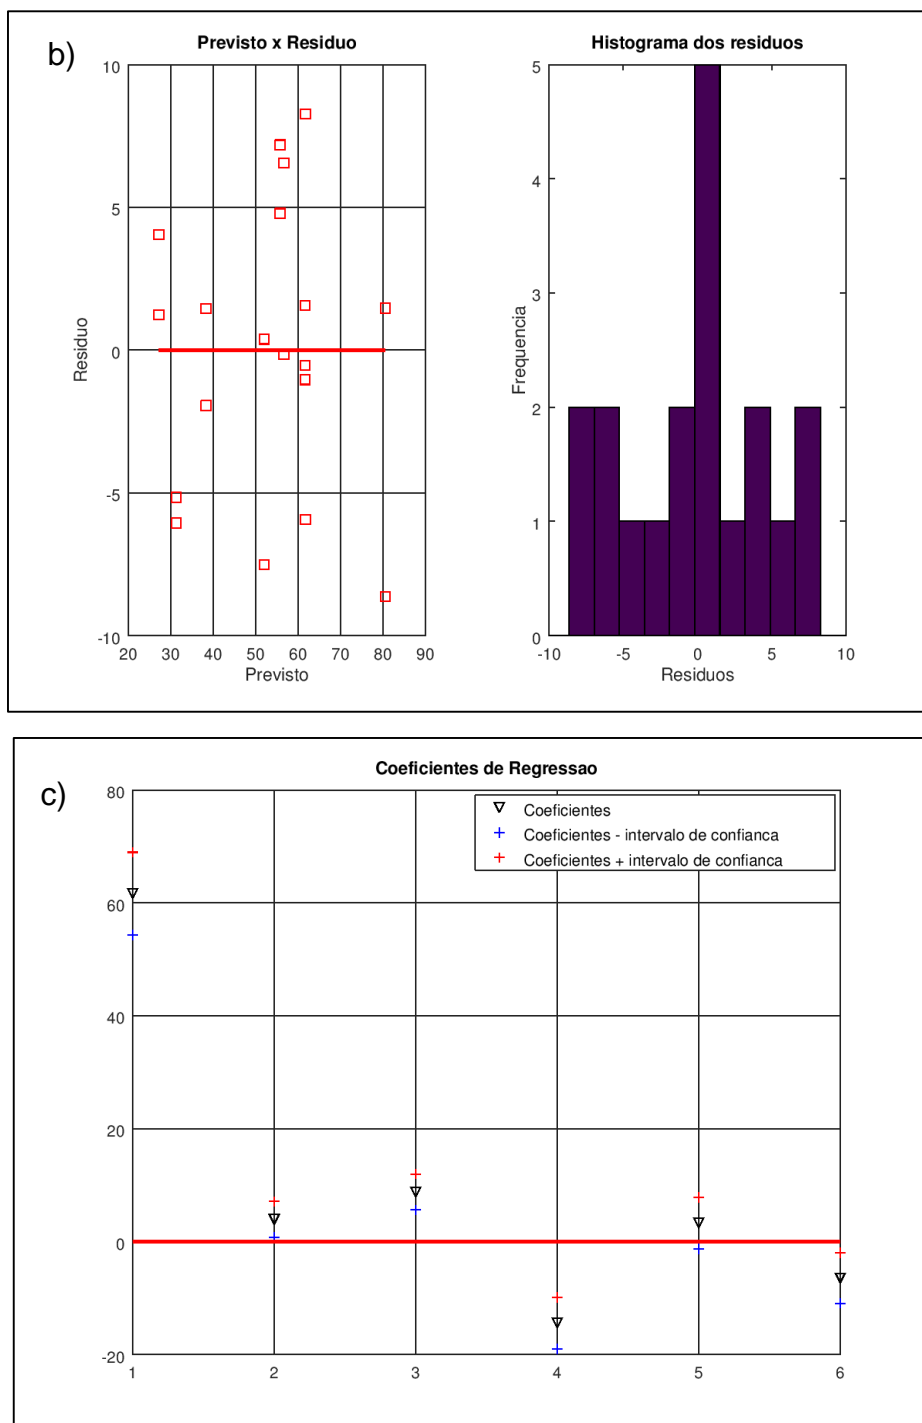 b)
Previsto x Residuo
10
5
0
-5
-10
Residuo
20 30 40 50 60 70 80 90
Previsto
Histograma dos residuos
5
4
3
2
1
0
Frequencia
-10 -5 0 5 10
Residuos
c)
Coeficientes de Regressao
80
60
40
20
0
-20
Coeficientes
Coeficientes - intervalo de confianca
Coeficientes + intervalo de confianca
1 2 3 4 5 6